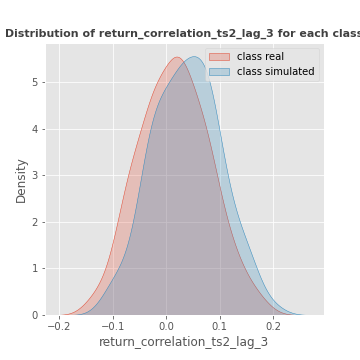 Distribution of return_correlation_ts2_lag_3 for each class
class real
class simulated
Density
5
4
3
2
1
0
−0.2 −0.1 0.0 0.1 0.2
return_correlation_ts2_lag_3